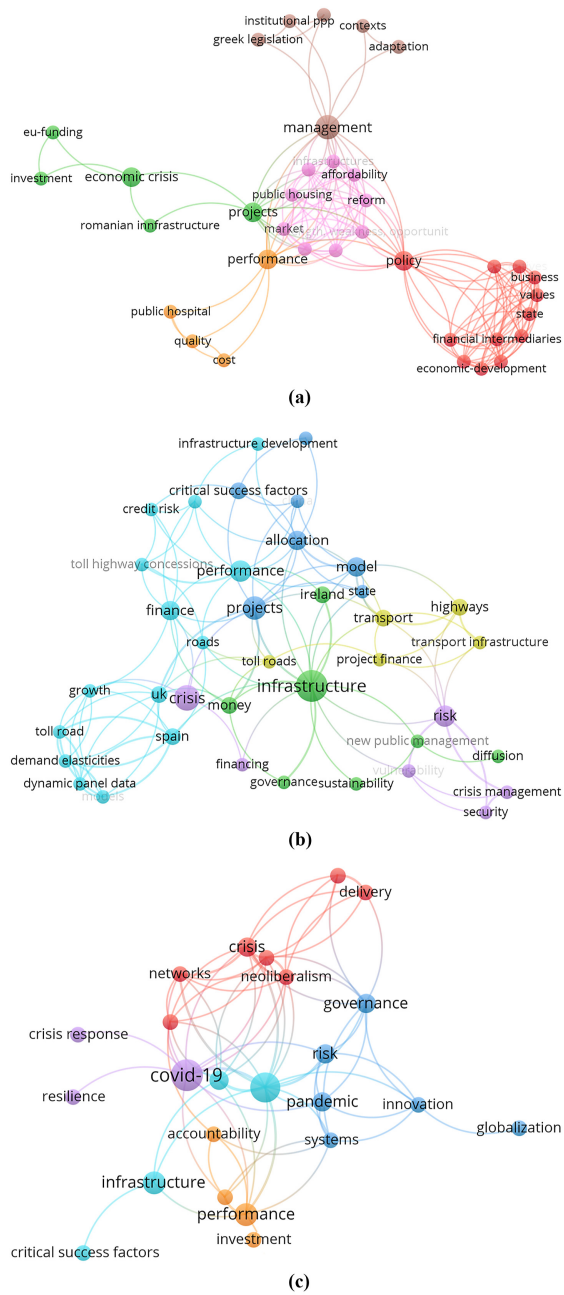 institutional ppp
contexts
greek legislation
adaptation
management
eu-funding
infrastructures
economic crisis
affordability
investment
public housing
reform
projects
romanian innfrastructure
market
weakness, opportunit
performance
policy
business
values
public hospital
state
quality
financial intermediaries
cost
economic-development
(a)
infrastructure development
critical success factors
credit risk
allocation
toll highway concessions
performance
model
ireland
state
highways
finance
projects
transport
roads
transport infrastructure
toll roads
project finance
growth
infrastructure
uk
crisis
money
risk
toll road
spain
new public management
demand elasticities
financing
diffusion
vulnerability
dynamic panel data
governance
sustainability
crisis management
models
security
(b)
delivery
crisis
networks
neoliberalism
governance
crisis response
risk
covid-19
resilience
pandemic
innovation
accountability
systems
globalization
infrastructure
performance
investment
critical success factors
(c)